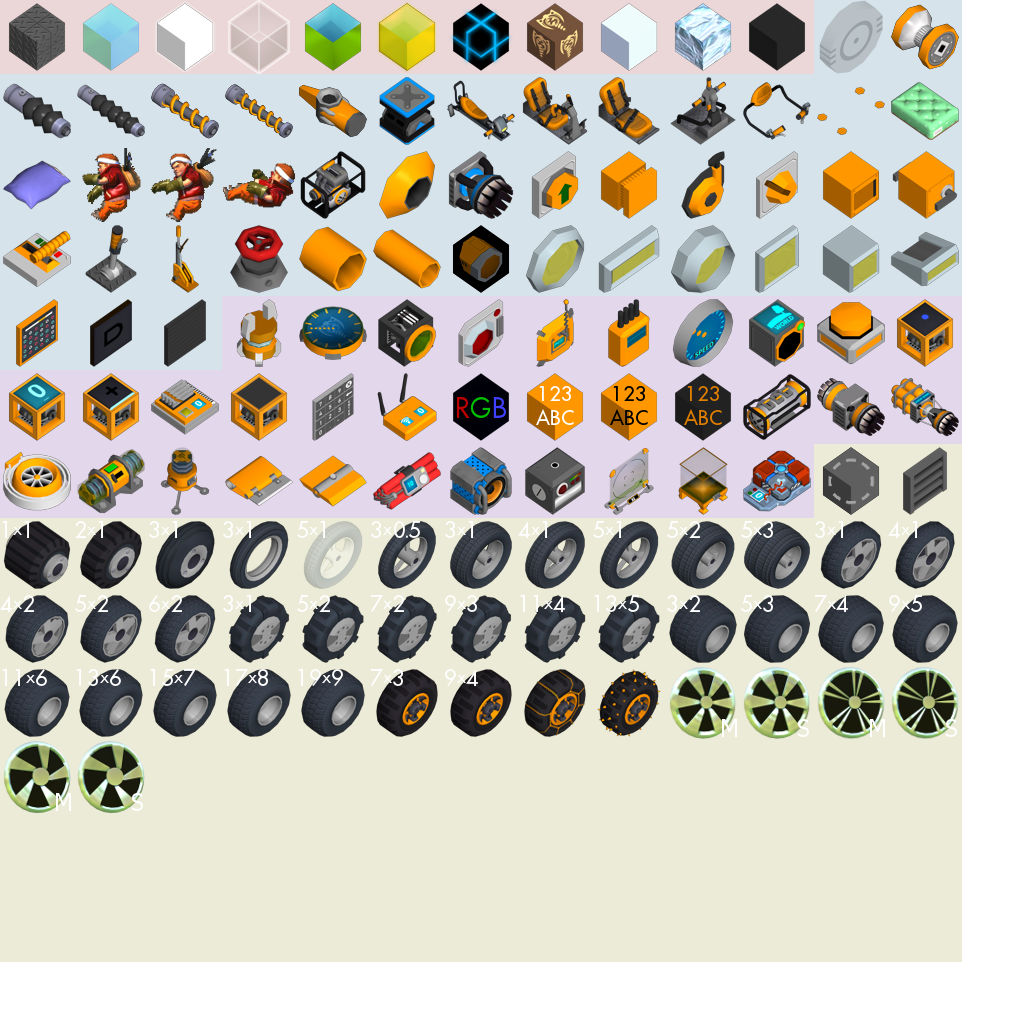 D
WORLD
SPEED
0
+
RGB
123
ABC
123
ABC
123
ABC
1×1 2×1 3×1 3×1 5×1 3×0.5 3×1 4×1 5×1 5×2 5×3 3×1 4×1
4×2 5×2 6×2 3×1 5×2 7×2 9×3 11×4 13×5 3×2 5×3 7×4 9×5
11×6 13×6 15×7 17×8 19×9 7×3 9×4
M S M S
M S